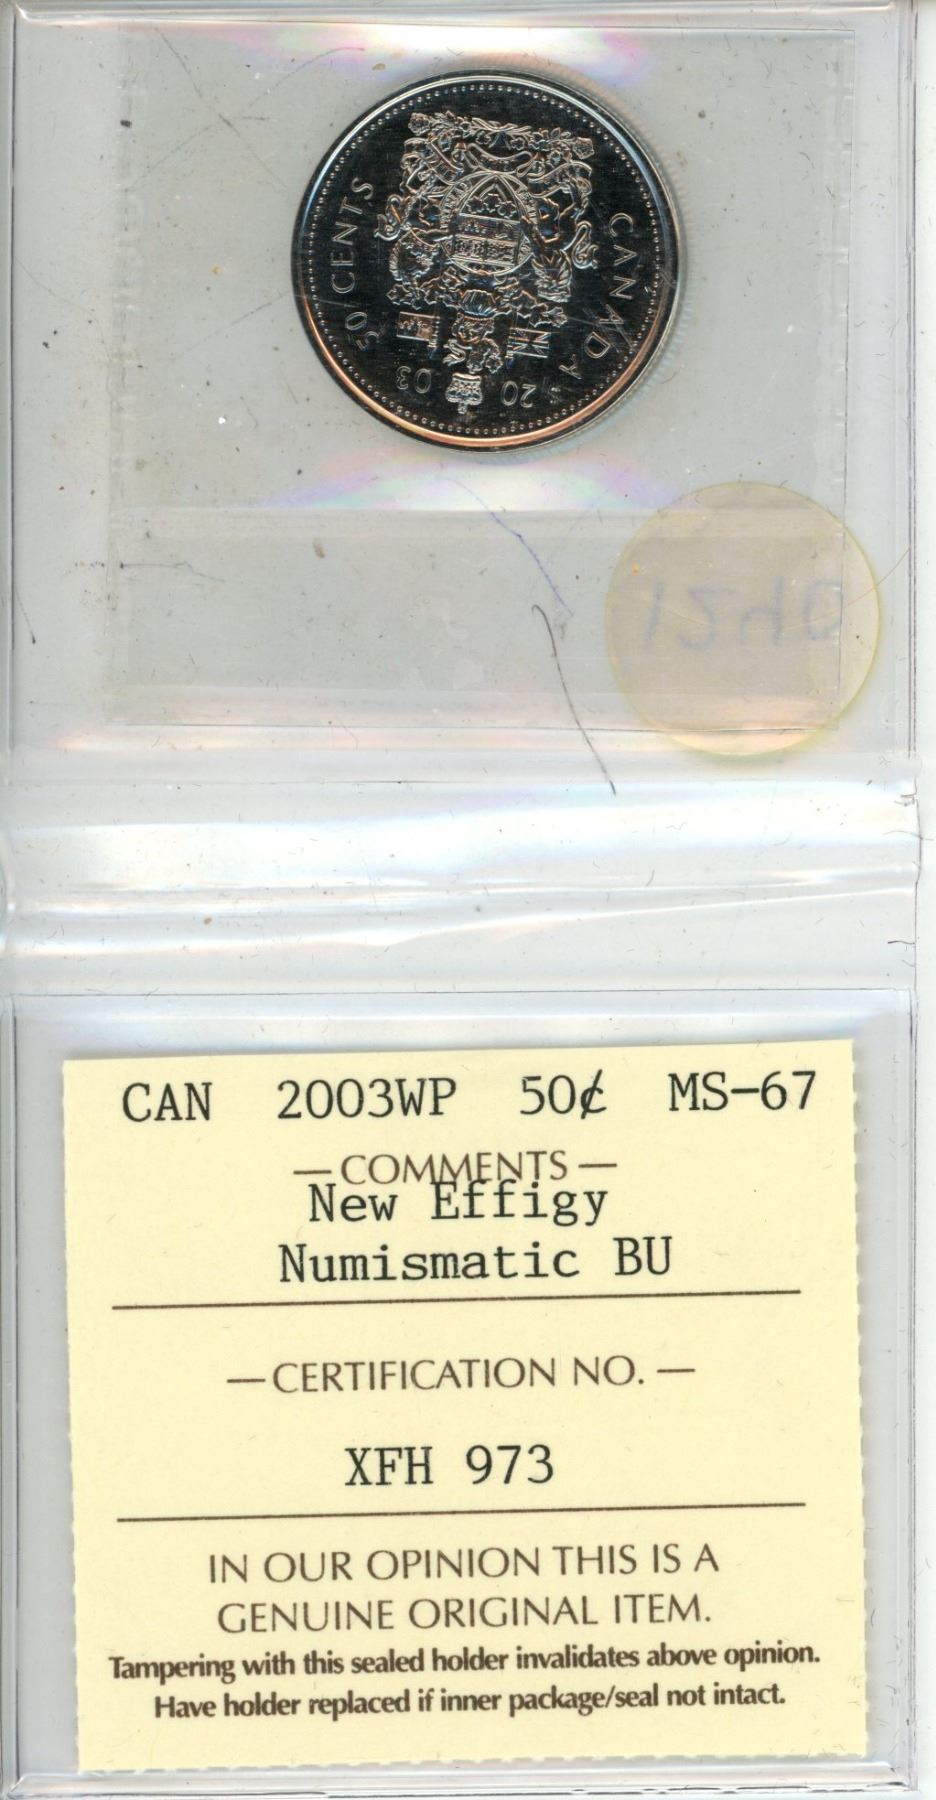 50 CENTS
CANADA
20 03
CAN 2003WP 50¢ MS-67
— COMMENTS —
New Effigy
Numismatic BU
— CERTIFICATION NO. —
XFH 973
IN OUR OPINION THIS IS A
GENUINE ORIGINAL ITEM.
Tampering with this sealed holder invalidates above opinion.
Have holder replaced if inner package/seal not intact.